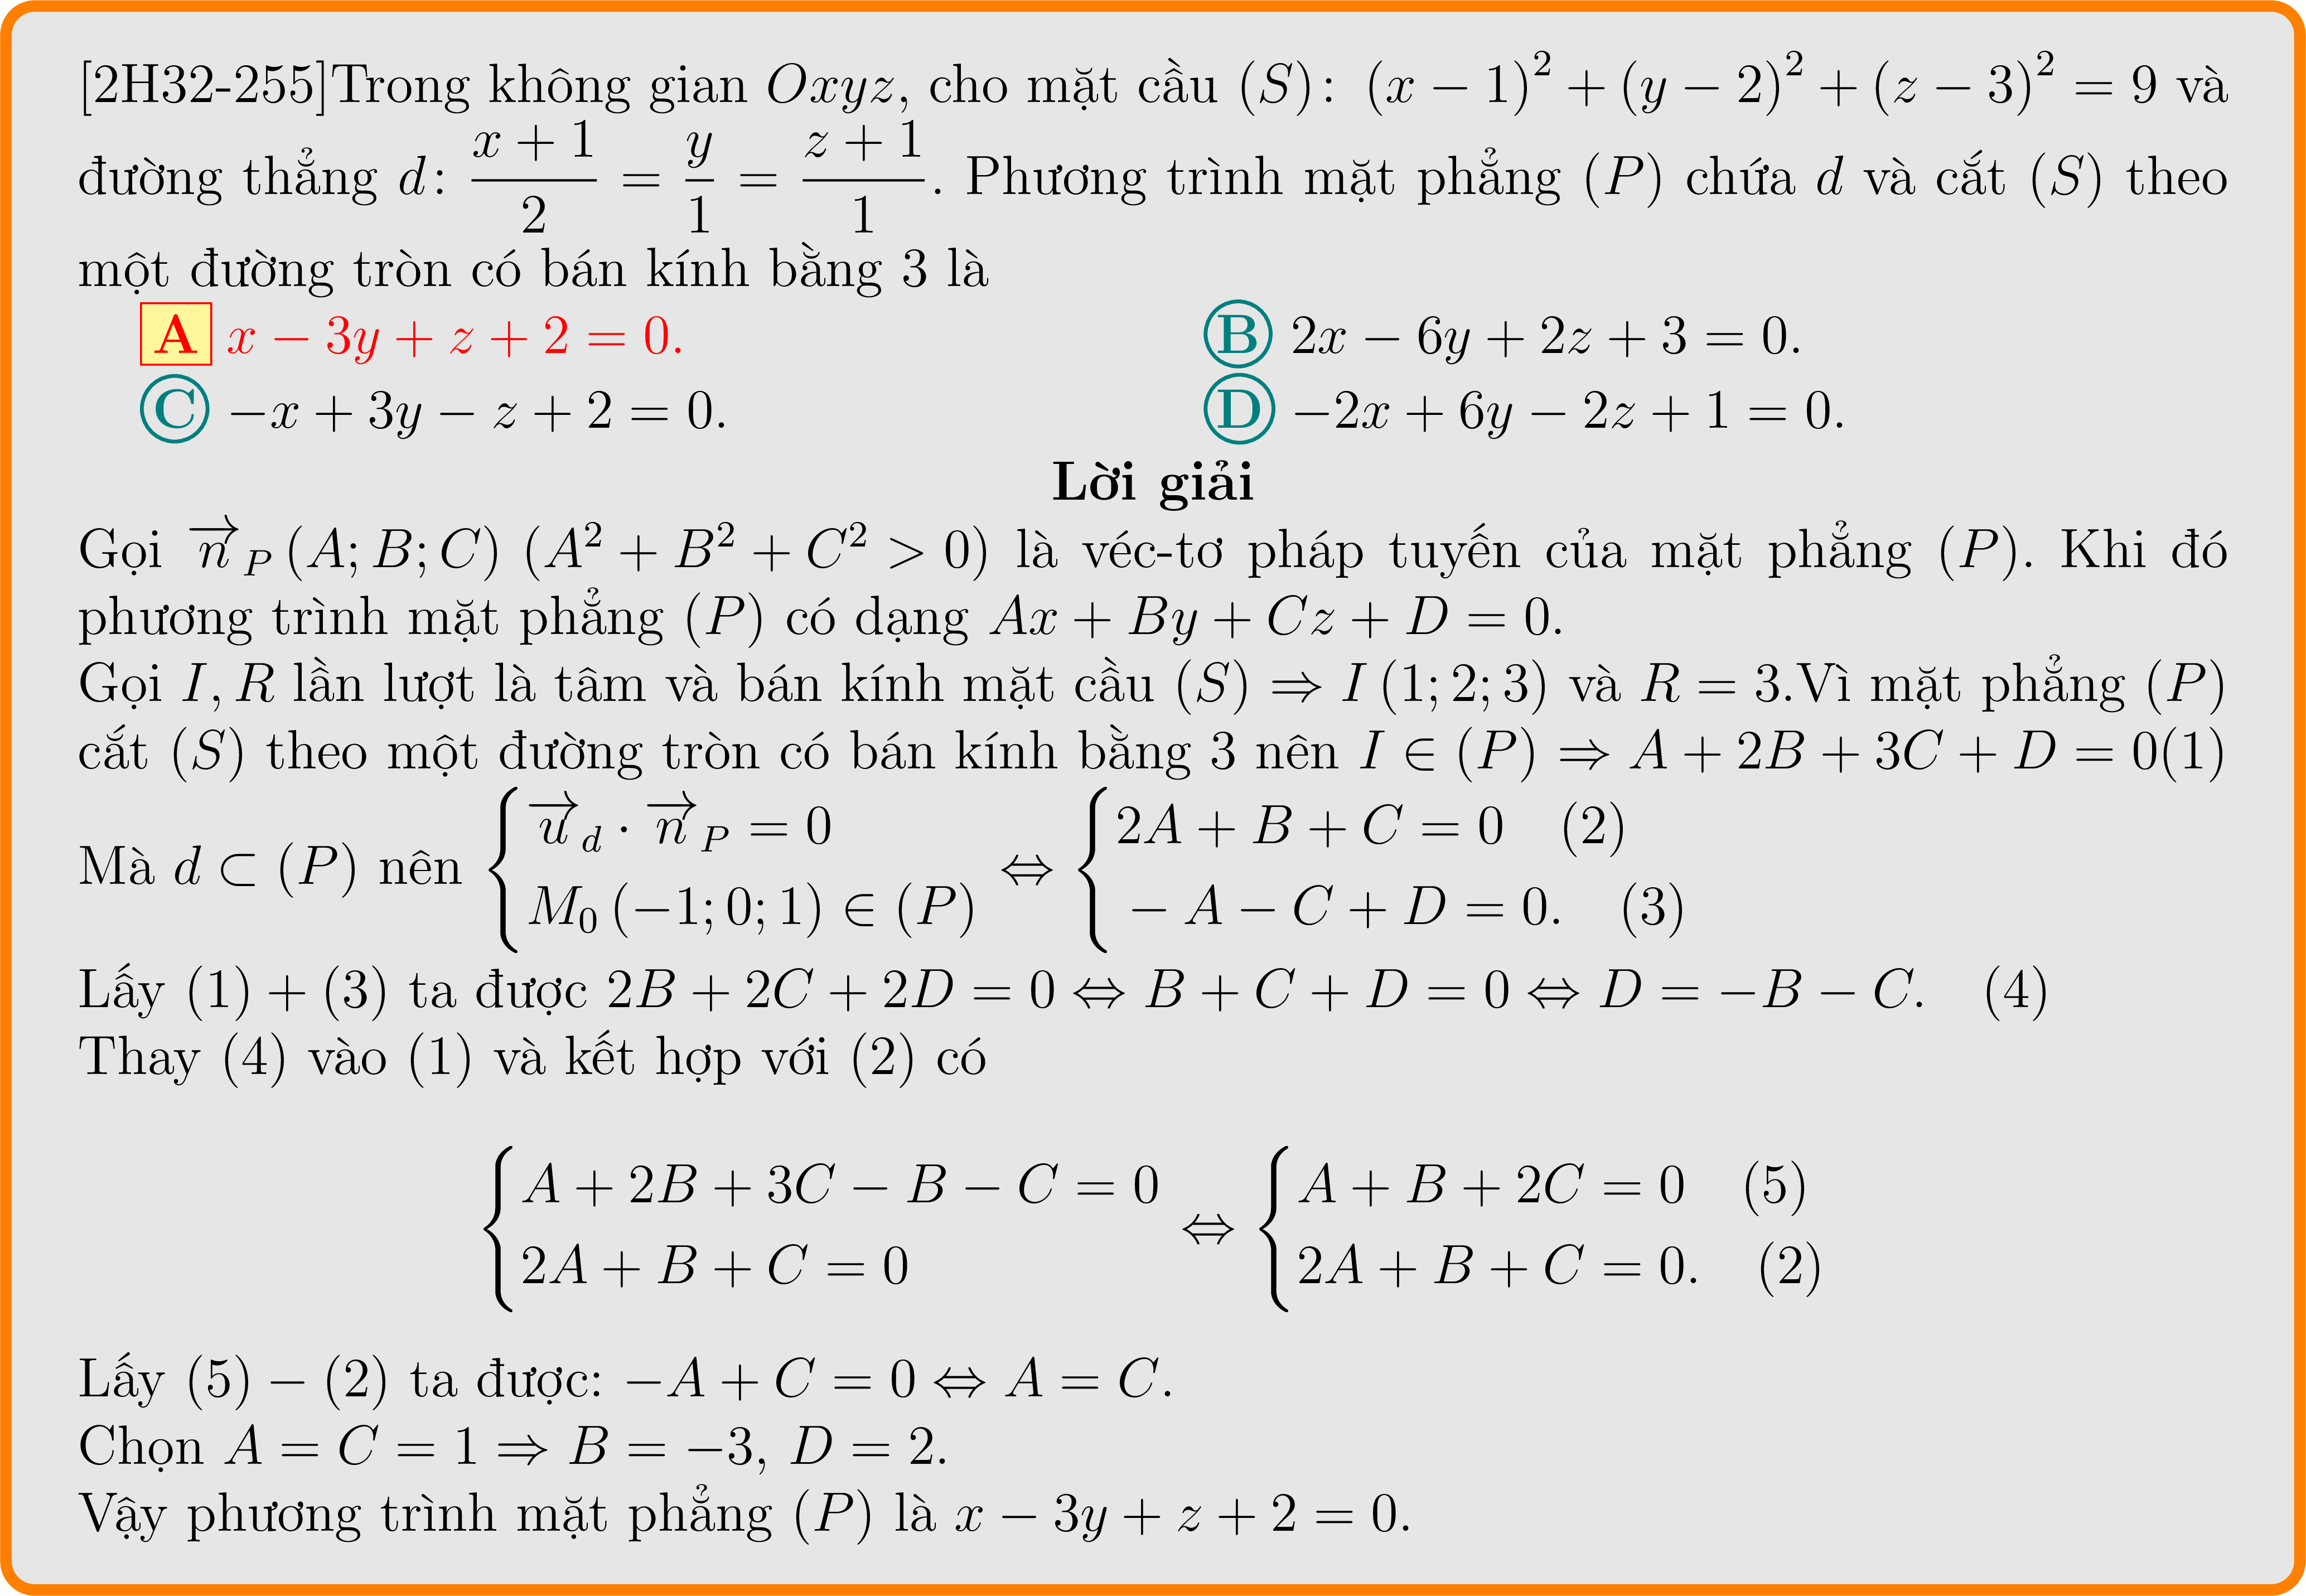 [2H32-255]Trong không gian $Oxyz$, cho mặt cầu $(S)\colon (x-1)^2+(y-2)^2+(z-3)^2=9$ và
đường thẳng $d\colon \dfrac{x+1}{2}=\dfrac{y}{1}=\dfrac{z+1}{1}$. Phương trình mặt phẳng $(P)$ chứa $d$ và cắt $(S)$ theo
một đường tròn có bán kính bằng 3 là
A $x-3y+z+2=0.$ B $2x-6y+2z+3=0.$
C $-x+3y-z+2=0.$ D $-2x+6y-2z+1=0.$
Lời giải
Gọi $\overrightarrow{n}_P(A;B;C)$ $(A^2+B^2+C^2>0)$ là véc-tơ pháp tuyến của mặt phẳng $(P)$. Khi đó
phương trình mặt phẳng $(P)$ có dạng $Ax+By+Cz+D=0.$
Gọi $I,R$ lần lượt là tâm và bán kính mặt cầu $(S)\Rightarrow I(1;2;3)$ và $R=3$.Vì mặt phẳng $(P)$
cắt $(S)$ theo một đường tròn có bán kính bằng 3 nên $I\in(P)\Rightarrow A+2B+3C+D=0(1)$
Mà $d\subset(P)$ nên $\begin{cases}\overrightarrow{u}_d\cdot\overrightarrow{n}_P=0\\M_0(-1;0;1)\in(P)\end{cases}\Leftrightarrow\begin{cases}2A+B+C=0\quad(2)\\-A-C+D=0.\quad(3)\end{cases}$
Lấy $(1)+(3)$ ta được $2B+2C+2D=0\Leftrightarrow B+C+D=0\Leftrightarrow D=-B-C.\quad(4)$
Thay $(4)$ vào $(1)$ và kết hợp với $(2)$ có
$\begin{cases}A+2B+3C-B-C=0\\2A+B+C=0\end{cases}\Leftrightarrow\begin{cases}A+B+2C=0\quad(5)\\2A+B+C=0.\quad(2)\end{cases}$
Lấy $(5)-(2)$ ta được: $-A+C=0\Leftrightarrow A=C.$
Chọn $A=C=1\Rightarrow B=-3,\ D=2.$
Vậy phương trình mặt phẳng $(P)$ là $x-3y+z+2=0.$